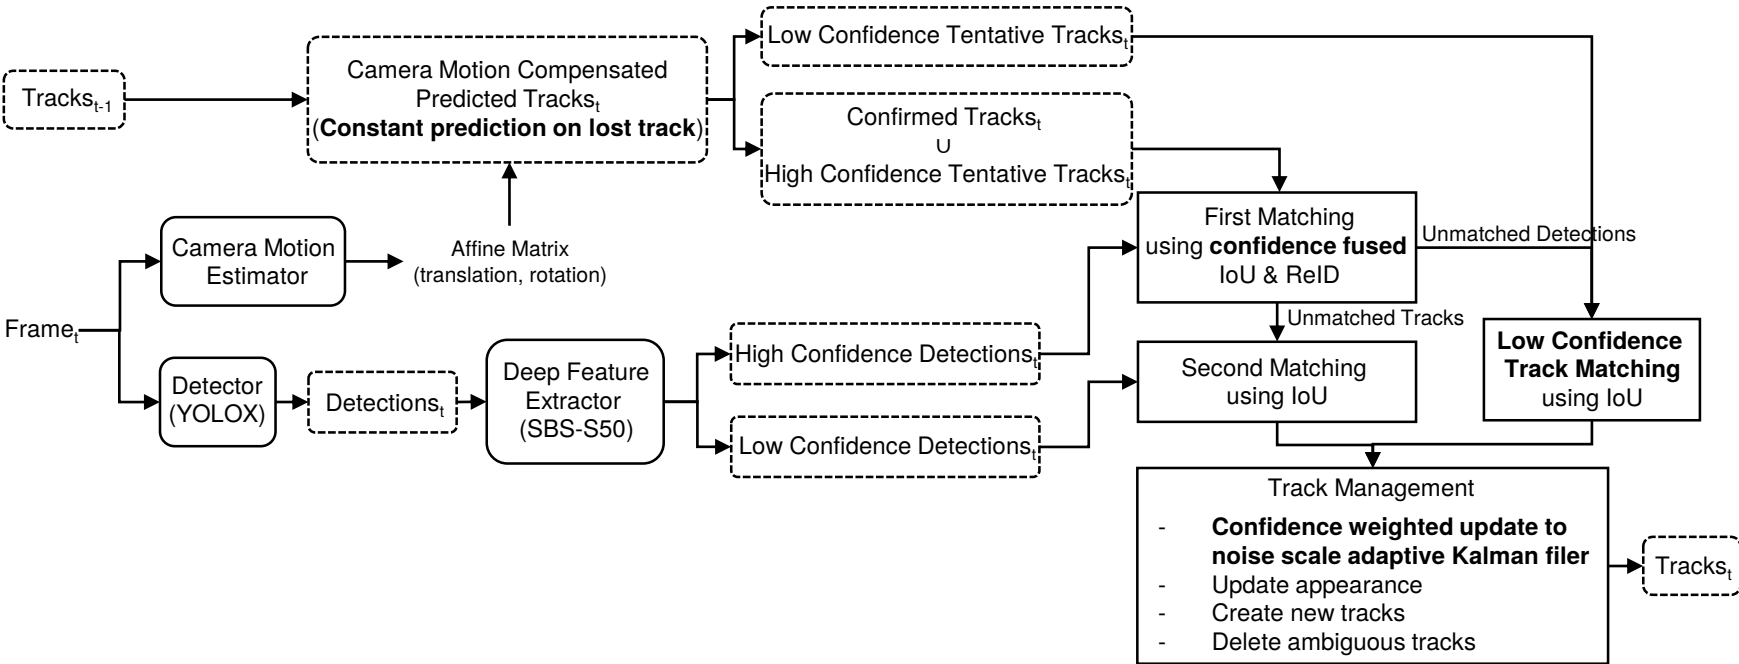 Low Confidence Tentative Tracks_t
Tracks_t-1
Camera Motion Compensated
Predicted Tracks_t
(Constant prediction on lost track)
Confirmed Tracks_t
∪
High Confidence Tentative Tracks_t
Camera Motion
Estimator
Affine Matrix
(translation, rotation)
First Matching
using confidence fused
IoU & ReID
Unmatched Detections
Unmatched Tracks
Frame_t
Detector
(YOLOX)
Detections_t
Deep Feature
Extractor
(SBS-S50)
High Confidence Detections_t
Low Confidence Detections_t
Second Matching
using IoU
Low Confidence
Track Matching
using IoU
Track Management
- Confidence weighted update to
noise scale adaptive Kalman filer
- Update appearance
- Create new tracks
- Delete ambiguous tracks
Tracks_t